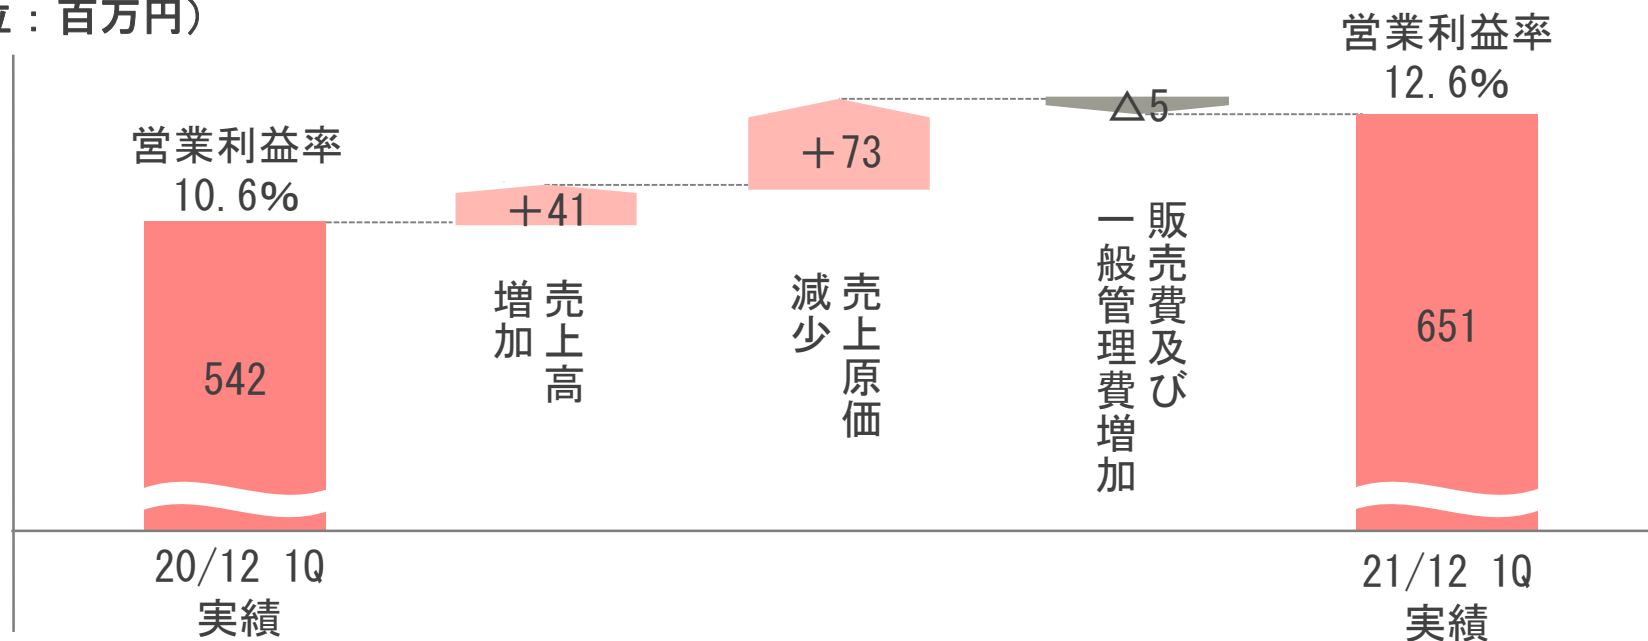 ：百万円）
営業利益率
10.6%
542
20/12 1Q
実績
＋41
売上高
増加
＋73
売上原価
減少
△5
販売費及び
一般管理費増加
営業利益率
12.6%
651
21/12 1Q
実績